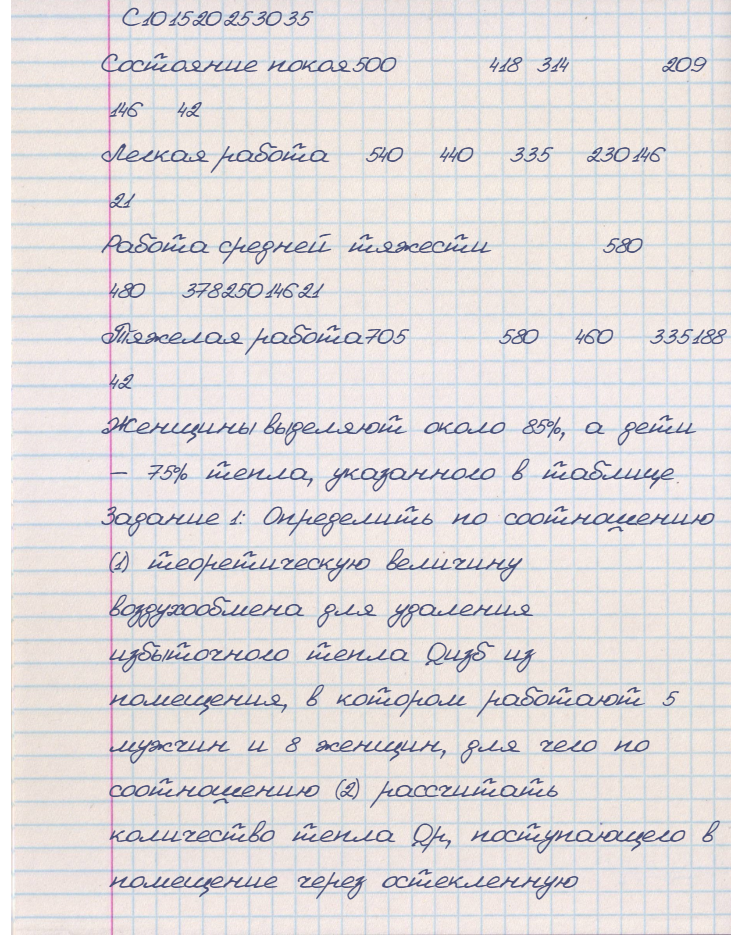 С10 15 20 25 30 35
Состояние покоя500 418 314 209
146 42
Легкая работа 540 440 335 230 146
21
Работа средней тяжести 580
480 378 250 146 21
Тяжелая работа705 580 460 335 188
42
Женщины выделяют около 85%, а дети
– 75% тепла, указанного в таблице.
Задание 1: Определить по соотношению
(1) теоретическую величину
воздухообмена для удаления
избыточного тепла Qизб из
помещения, в котором работают 5
мужчин и 8 женщин, для чего по
соотношению (2) рассчитать
количество тепла Qр, поступающего в
помещение через остекленную